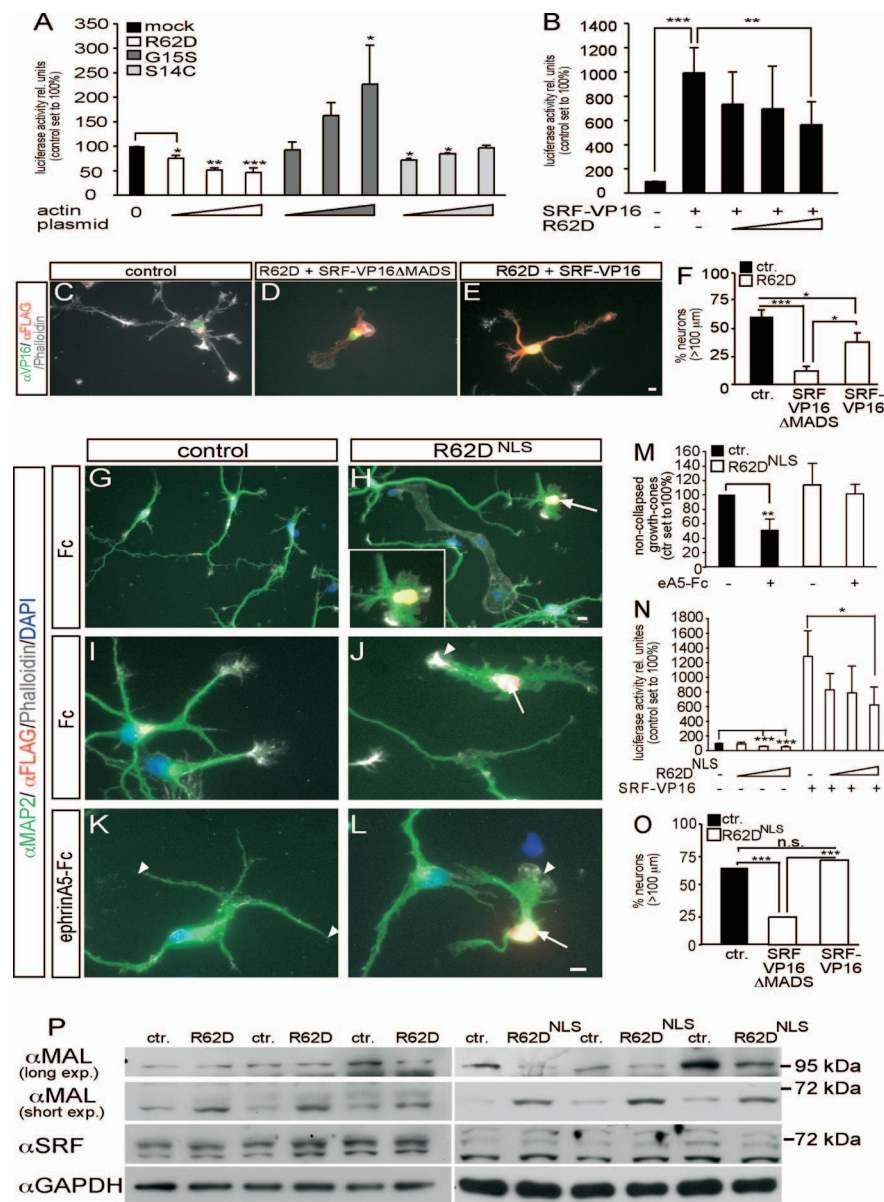 A
B
350
300
250
200
150
100
50
0
luciferase activity rel. units
(control set to 100%)
mock
R62D
G15S
S14C
*
*
**
***
*
*
*
actin
plasmid
0
1400
1200
1000
800
600
400
200
0
luciferase activity rel. units
(control set to 100%)
***
**
SRF-VP16
- + + + +
R62D
-
-
αVP16/αFLAG
/Phalloidin
control
R62D + SRF-VP16ΔMADS
R62D + SRF-VP16
C
D
E
F
ctr.
R62D
100
75
50
25
0
% neurons
(>100 μm)
*
***
*
ctr.
SRF
VP16
ΔMADS
SRF-
VP16
control
R62D NLS
αMAP2/ αFLAG/Phalloidin/DAPI
Fc
G
H
Fc
I
J
ephrinA5-Fc
K
L
M
ctr.
R62D NLS
160
140
120
100
80
60
40
20
0
non-collapsed
growth-cones
(ctr set to100%)
**
eA5-Fc
- + - +
N
1800
1600
1400
1200
1000
800
600
400
200
0
luciferase activity rel. unites
(control set to 100%)
***
***
*
R62D NLS
- -
SRF-VP16
- - - - + + + +
O
ctr.
R62D NLS
100
75
50
25
0
% neurons
(>100 μm)
n.s.
***
***
ctr.
SRF
VP16
ΔMADS
SRF-
VP16
P
ctr. R62D ctr. R62D ctr. R62D
ctr. R62D NLS ctr. R62D NLS ctr. R62D NLS
αMAL
(long exp.)
95 kDa
αMAL
(short exp.)
72 kDa
αSRF
72 kDa
αGAPDH